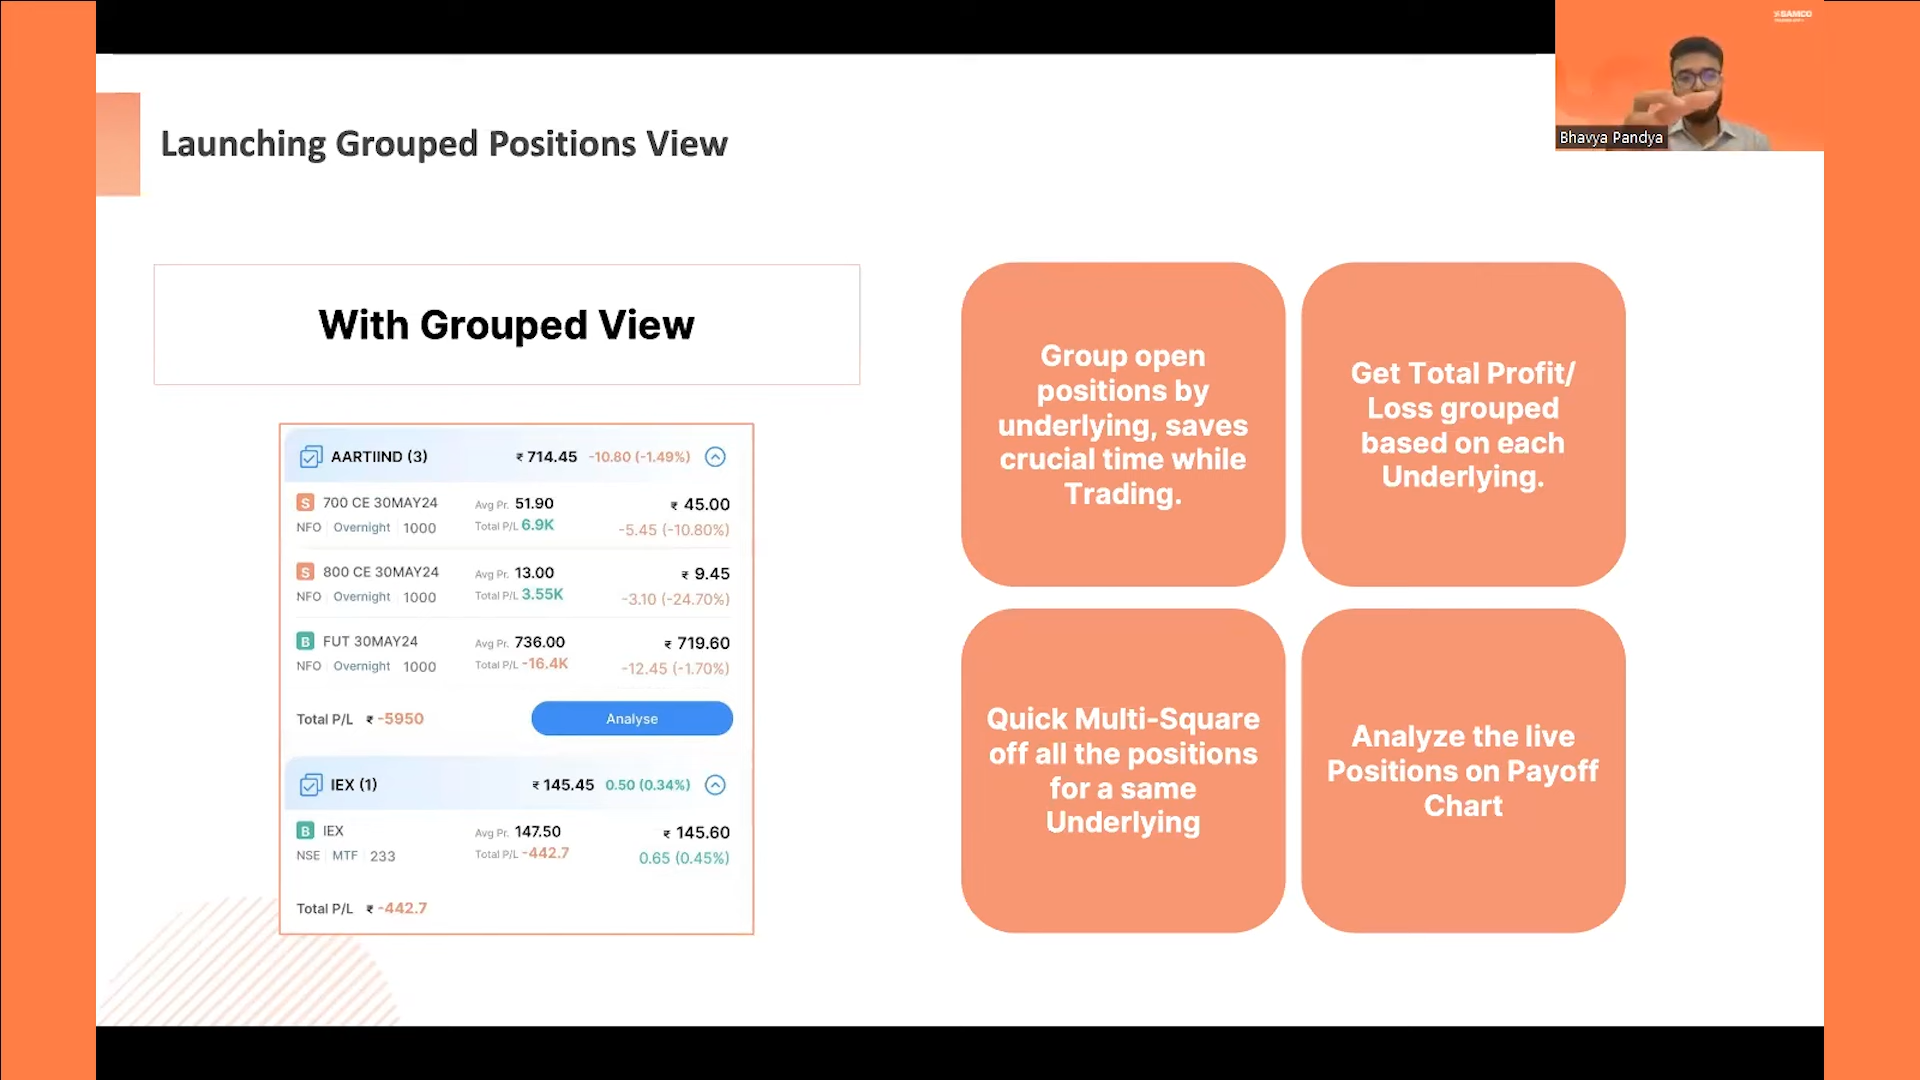 SAMCO
Bhavya Pandya
Launching Grouped Positions View
With Grouped View
AARTIIND (3) ₹ 714.45 -10.80 (-1.49%)
S 700 CE 30MAY24 Avg Pr. 51.90 ₹ 45.00
NFO Overnight 1000 Total P/L 6.9K -5.45 (-10.80%)
S 800 CE 30MAY24 Avg Pr. 13.00 ₹ 9.45
NFO Overnight 1000 Total P/L 3.55K -3.10 (-24.70%)
B FUT 30MAY24 Avg Pr. 736.00 ₹ 719.60
NFO Overnight 1000 Total P/L -16.4K -12.45 (-1.70%)
Total P/L ₹ -5950 Analyse
IEX (1) ₹ 145.45 0.50 (0.34%)
B IEX Avg Pr. 147.50 ₹ 145.60
NSE MTF 233 Total P/L -442.7 0.65 (0.45%)
Total P/L ₹ -442.7
Group open
positions by
underlying, saves
crucial time while
Trading.
Get Total Profit/
Loss grouped
based on each
Underlying.
Quick Multi-Square
off all the positions
for a same
Underlying
Analyze the live
Positions on Payoff
Chart